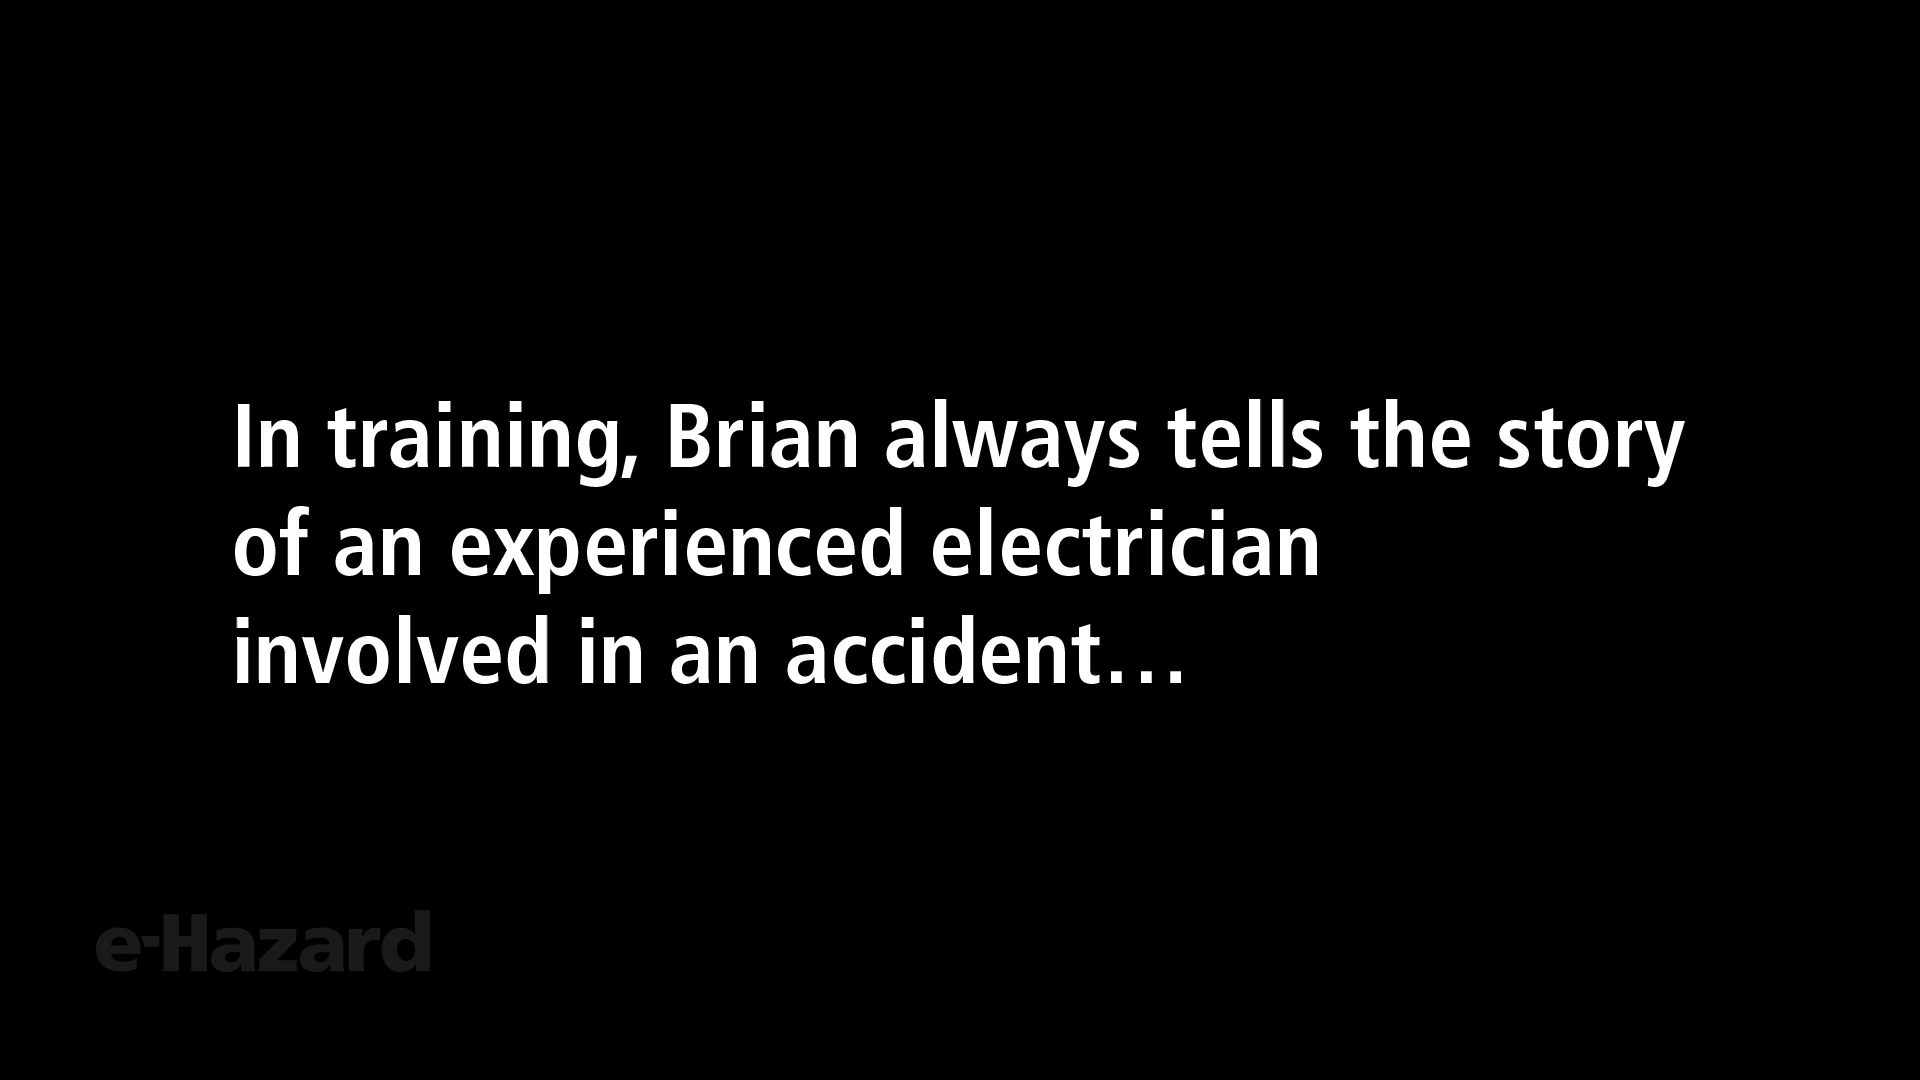 In training, Brian always tells the story
of an experienced electrician
involved in an accident…
e-Hazard